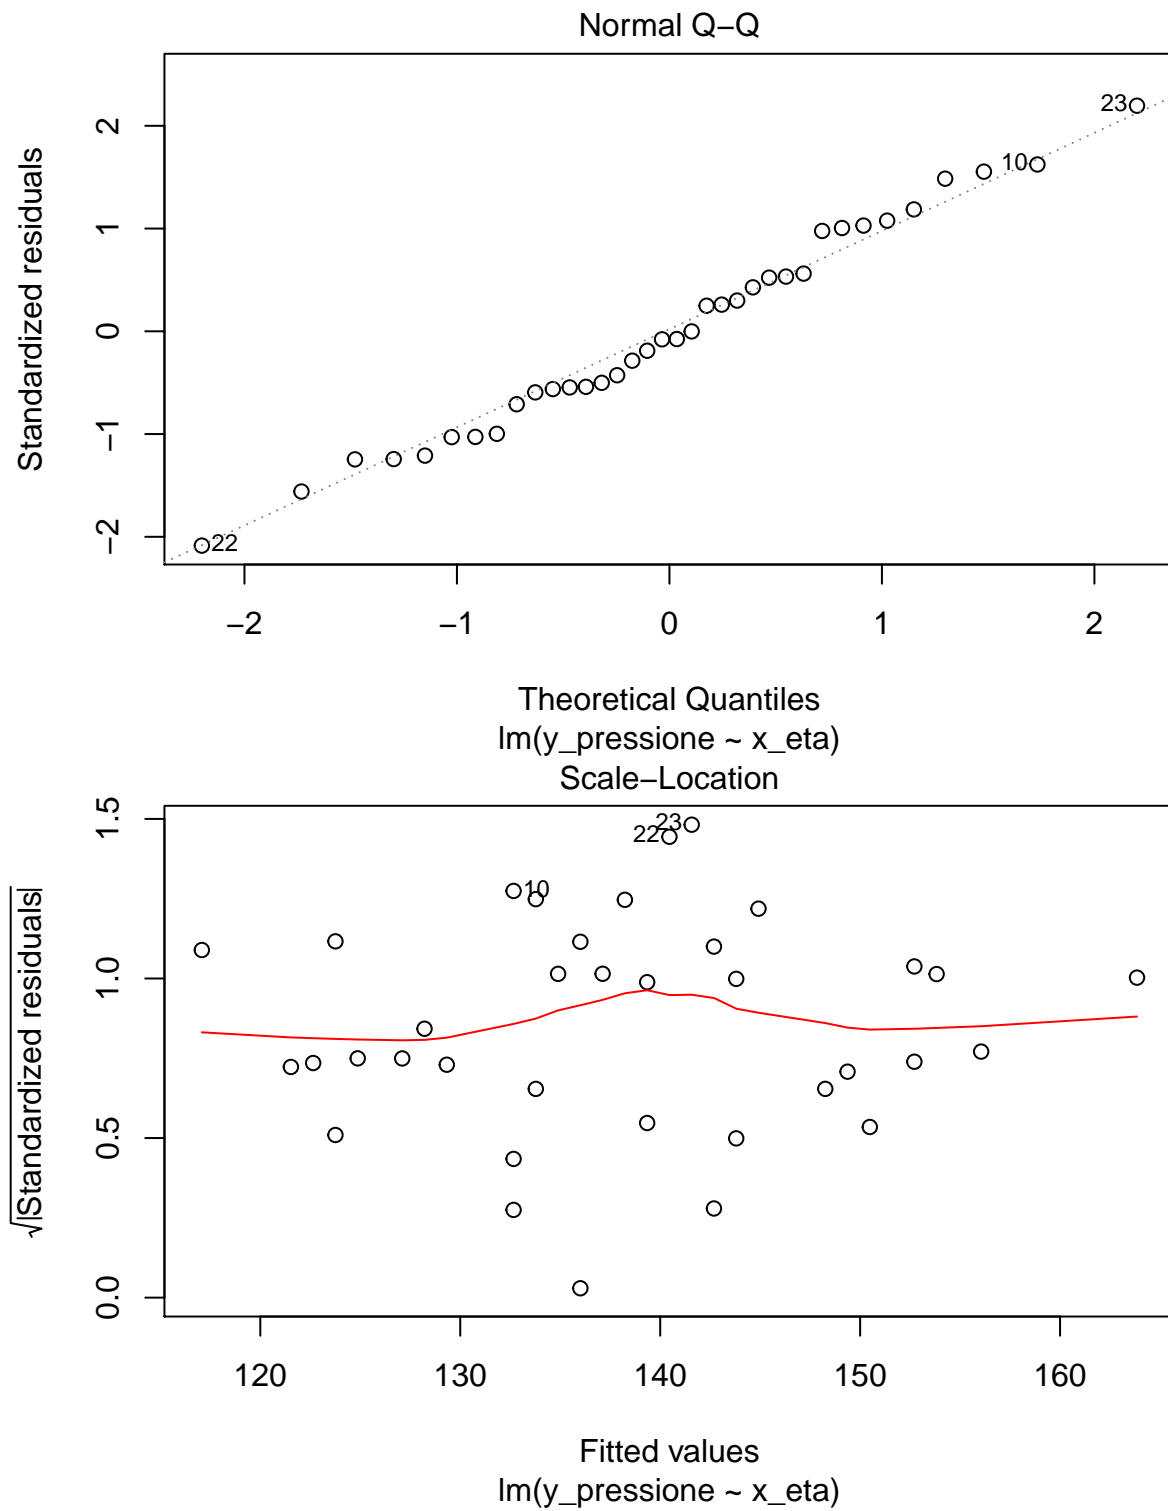 Normal Q−Q
Standardized residuals
2
1
0
−1
−2
23
10
22
−2 −1 0 1 2
Theoretical Quantiles
lm(y_pressione ~ x_eta)
Scale−Location
√|Standardized residuals|
1.5
1.0
0.5
0.0
23
22
10
120 130 140 150 160
Fitted values
lm(y_pressione ~ x_eta)